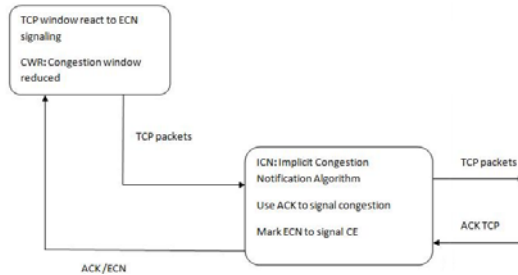 TCP window react to ECN
signaling
CWR: Congestion window
reduced
TCP packets
ICN: Implicit Congestion
Notification Algorithm
Use ACK to signal congestion
Mark ECN to signal CE
TCP packets
ACK TCP
ACK/ECN